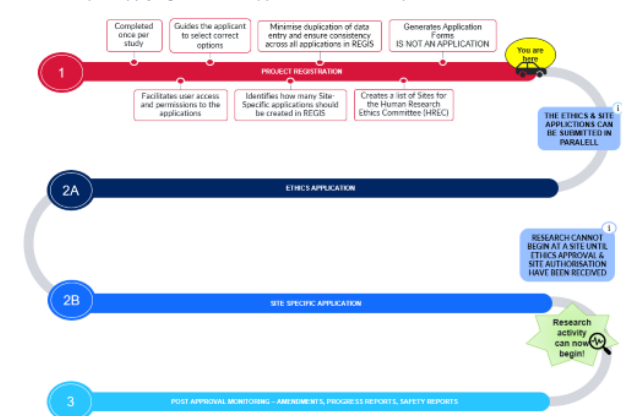 Completed
once per
study
Guides the applicant
to select correct
options
Minimise duplication of data
entry and ensure consistency
across all applications in REGIS
Generates Application
Forms
IS NOT AN APPLICATION
You are
here
1
PROJECT REGISTRATION
Facilitates user access
and permissions to the
applications
Identifies how many Site-
Specific applications should
be created in REGIS
Creates a list of Sites for
the Human Research
Ethics Committee (HREC)
i
THE ETHICS & SITE
APPLICTIONS CAN
BE SUBMITTED IN
PARALELL
2A
ETHICS APPLICATION
i
RESEARCH CANNOT
BEGIN AT A SITE UNTIL
ETHICS APPROVAL &
SITE AUTHORISATION
HAVE BEEN RECEIVED
2B
SITE SPECIFIC APPLICATION
Research
activity
can now
begin!
3
POST APPROVAL MONITORING – AMENDMENTS, PROGRESS REPORTS, SAFETY REPORTS